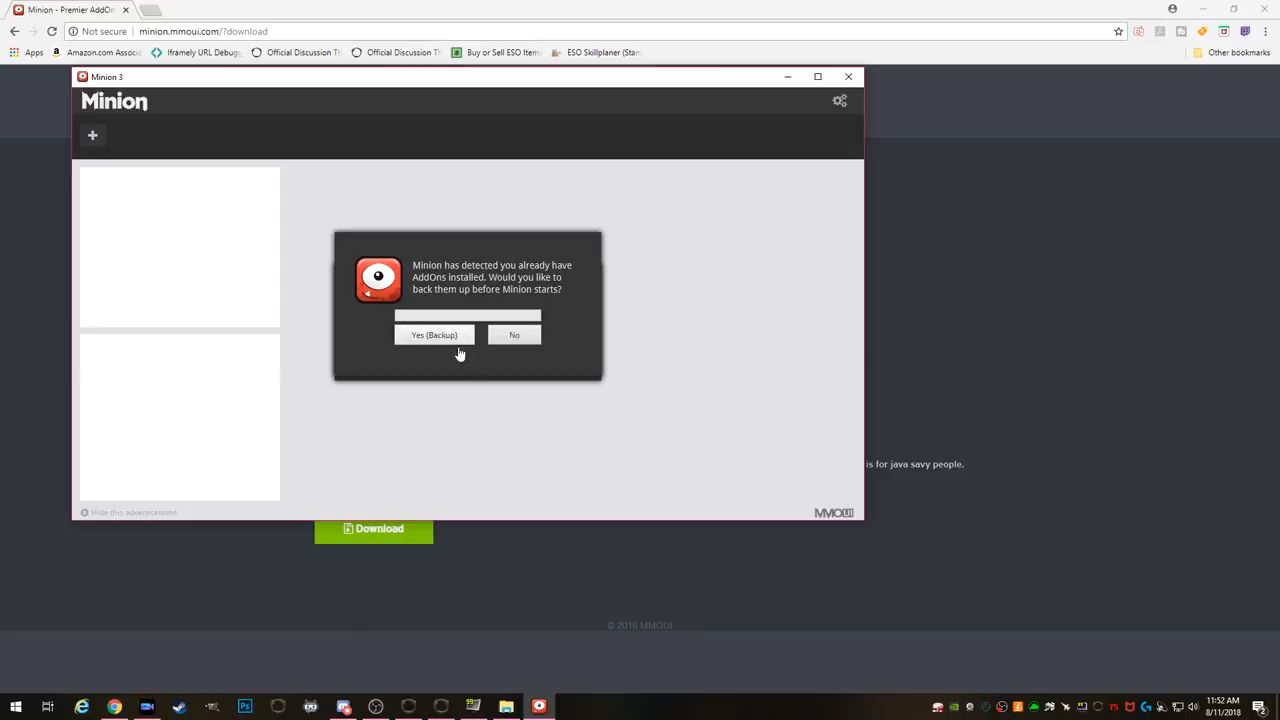 Minion - Premier AddOn
Not secure
minion.mmoui.com/?download
Apps
Amazon.com Associ
Iframely URL Debugg
Official Discussion Th
Official Discussion Th
Buy or Sell ESO Item
ESO Skillplaner (Stan
Other bookmarks
Minion 3
Minion
Minion has detected you already have
AddOns installed. Would you like to
back them up before Minion starts?
Yes (Backup)
No
is for java savy people.
Hide this advertisement
MMOUI
Download
© 2016 MMOUI
11:52 AM
8/11/2018